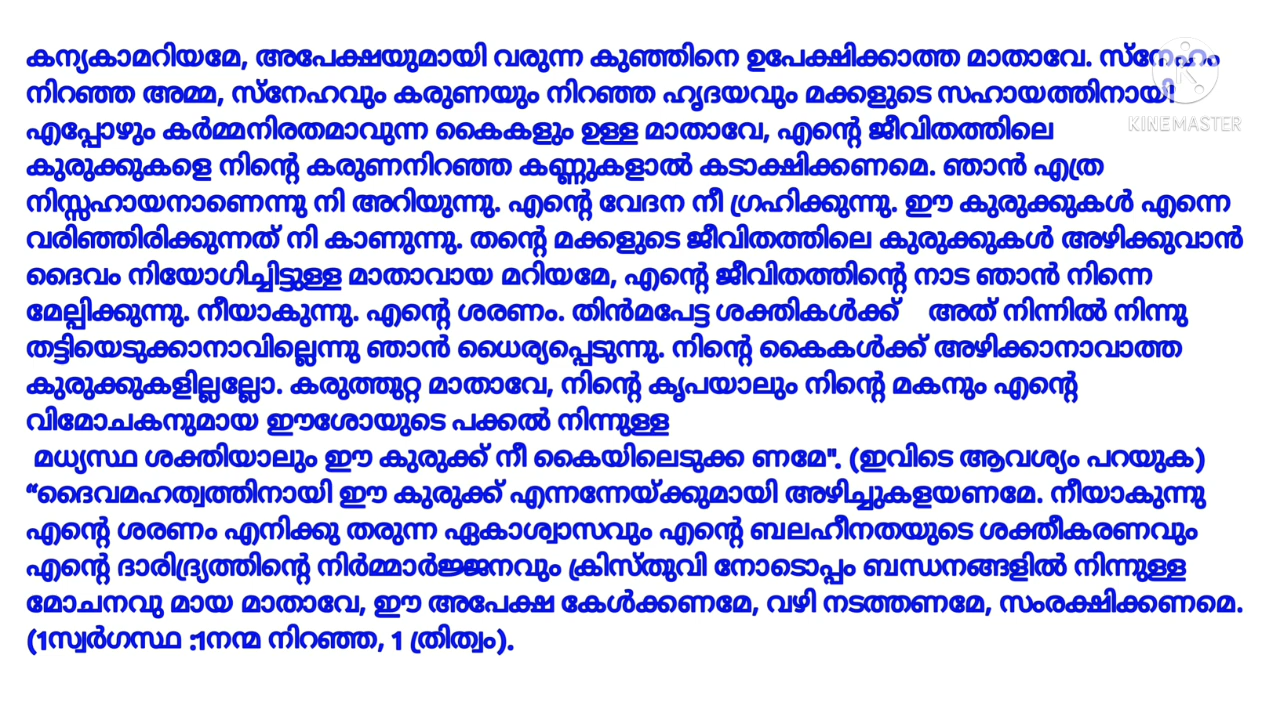 കന്യകാമറിയമേ, അപേക്ഷയുമായി വരുന്ന കുഞ്ഞിനെ ഉപേക്ഷിക്കാത്ത മാതാവേ. സ്നേഹം
നിറഞ്ഞ അമ്മ, സ്നേഹവും കരുണയും നിറഞ്ഞ ഹൃദയവും മക്കളുടെ സഹായത്തിനായി
എപ്പോഴും കർമ്മനിരതമാവുന്ന കൈകളും ഉള്ള മാതാവേ, എന്റെ ജീവിതത്തിലെ
KINEMASTER
കുരുക്കുകളെ നിന്റെ കരുണനിറഞ്ഞ കണ്ണുകളാൽ കടാക്ഷിക്കണമെ. ഞാൻ എത്ര
നിസ്സഹായനാണെന്നു നി അറിയുന്നു. എന്റെ വേദന നീ ഗ്രഹിക്കുന്നു. ഈ കുരുക്കുകൾ എന്നെ
വരിഞ്ഞിരിക്കുന്നത് നി കാണുന്നു. തന്റെ മക്കളുടെ ജീവിതത്തിലെ കുരുക്കുകൾ അഴിക്കുവാൻ
ദൈവം നിയോഗിച്ചിട്ടുള്ള മാതാവായ മറിയമേ, എന്റെ ജീവിതത്തിന്റെ നാട ഞാൻ നിന്നെ
മേല്പിക്കുന്നു. നീയാകുന്നു. എന്റെ ശരണം. തിൻമപേട്ട ശക്തികൾക്ക് അത് നിന്നിൽ നിന്നു
തട്ടിയെടുക്കാനാവില്ലെന്നു ഞാൻ ധൈര്യപ്പെടുന്നു. നിന്റെ കൈകൾക്ക് അഴിക്കാനാവാത്ത
കുരുക്കുകളില്ലല്ലോ. കരുത്തുറ്റ മാതാവേ, നിന്റെ കൃപയാലും നിന്റെ മകനും എന്റെ
വിമോചകനുമായ ഈശോയുടെ പക്കൽ നിന്നുള്ള
മധ്യസ്ഥ ശക്തിയാലും ഈ കുരുക്ക് നീ കൈയിലെടുക്ക ണമേ". (ഇവിടെ ആവശ്യം പറയുക)
“ദൈവമഹത്വത്തിനായി ഈ കുരുക്ക് എന്നന്നേയ്ക്കുമായി അഴിച്ചുകളയണമേ. നീയാകുന്നു
എന്റെ ശരണം എനിക്കു തരുന്ന ഏകാശ്വാസവും എന്റെ ബലഹീനതയുടെ ശക്തീകരണവും
എന്റെ ദാരിദ്ര്യത്തിന്റെ നിർമ്മാർജ്ജനവും ക്രിസ്തുവി നോടൊപ്പം ബന്ധനങ്ങളിൽ നിന്നുള്ള
മോചനവു മായ മാതാവേ, ഈ അപേക്ഷ കേൾക്കണമേ, വഴി നടത്തണമേ, സംരക്ഷിക്കണമെ.
(1സ്വർഗസ്ഥ :1നന്മ നിറഞ്ഞ, 1 ത്രിത്വം).